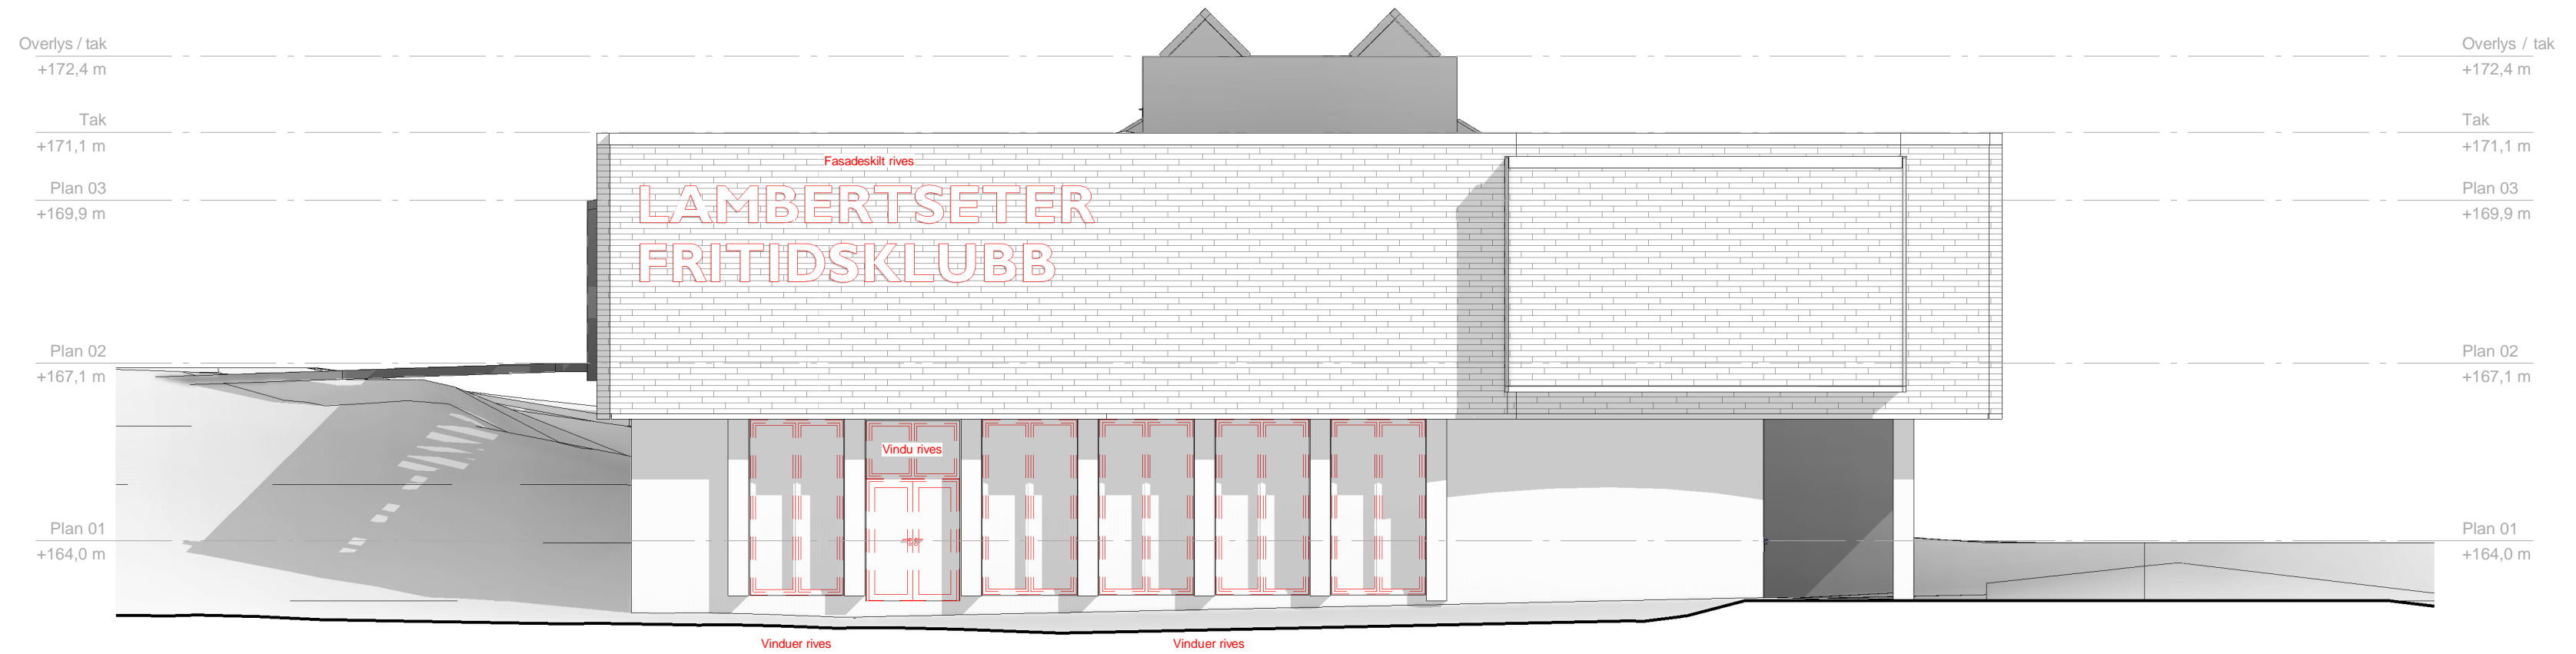 Overlys / tak
+172,4 m
Overlys / tak
+172,4 m
Tak
+171,1 m
Tak
+171,1 m
Fasadeskilt rives
Plan 03
+169,9 m
LAMBERTSETER
FRITIDSKLUBB
Plan 03
+169,9 m
Plan 02
+167,1 m
Plan 02
+167,1 m
Vindu rives
Plan 01
+164,0 m
Plan 01
+164,0 m
Vinduer rives
Vinduer rives